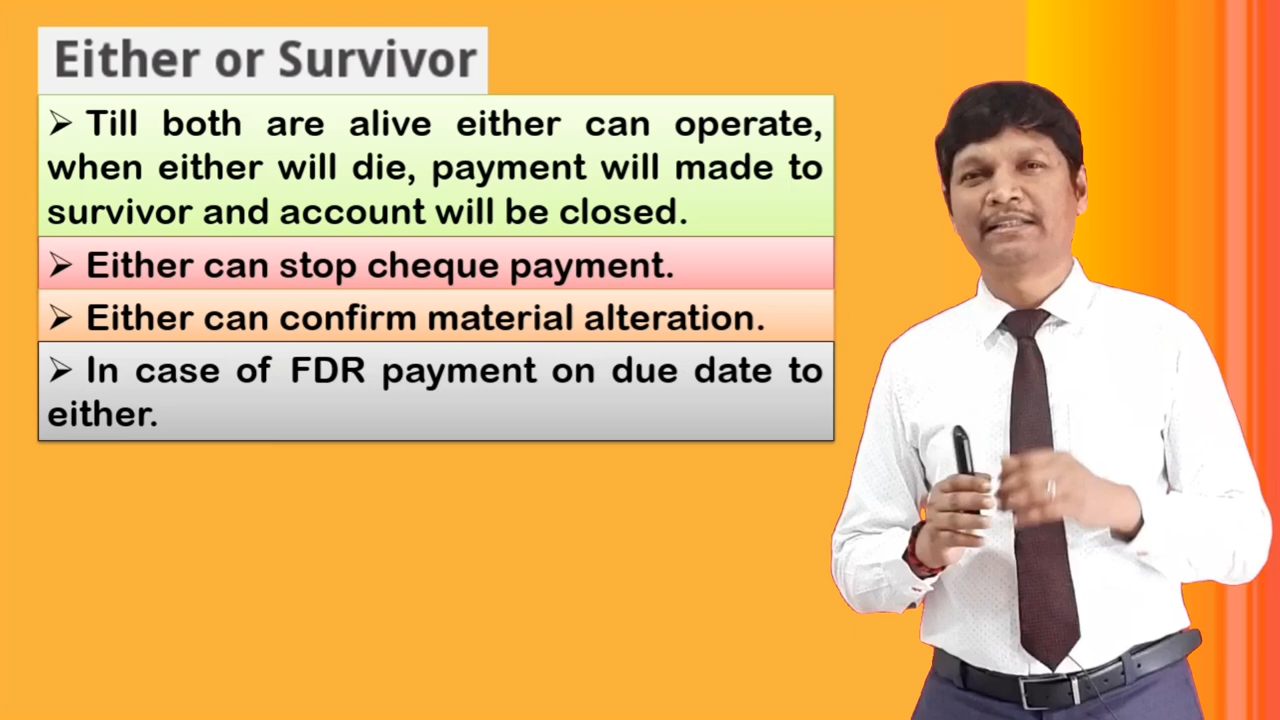 Either or Survivor
➢ Till both are alive either can operate,
when either will die, payment will made to
survivor and account will be closed.
➢ Either can stop cheque payment.
➢ Either can confirm material alteration.
➢ In case of FDR payment on due date to
either.